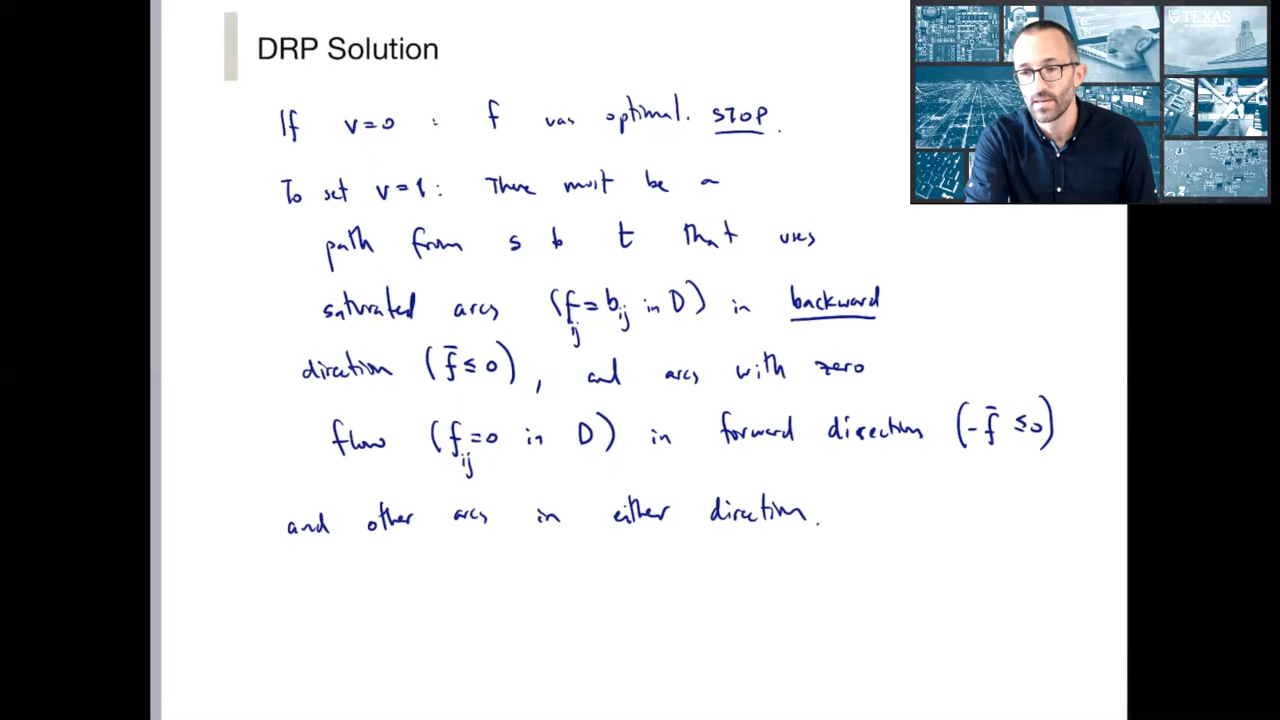 DRP Solution
TEXAS
If v=0 : f was optimal. STOP.
To set v=1: There must be a
path from s to t that uses
saturated arcs (f_ij = b_ij in D) in backward
direction (f̄ ≤ 0), and arcs with zero
flow (f_ij = 0 in D) in forward direction (-f̄ ≤ 0)
and other arcs in either direction.